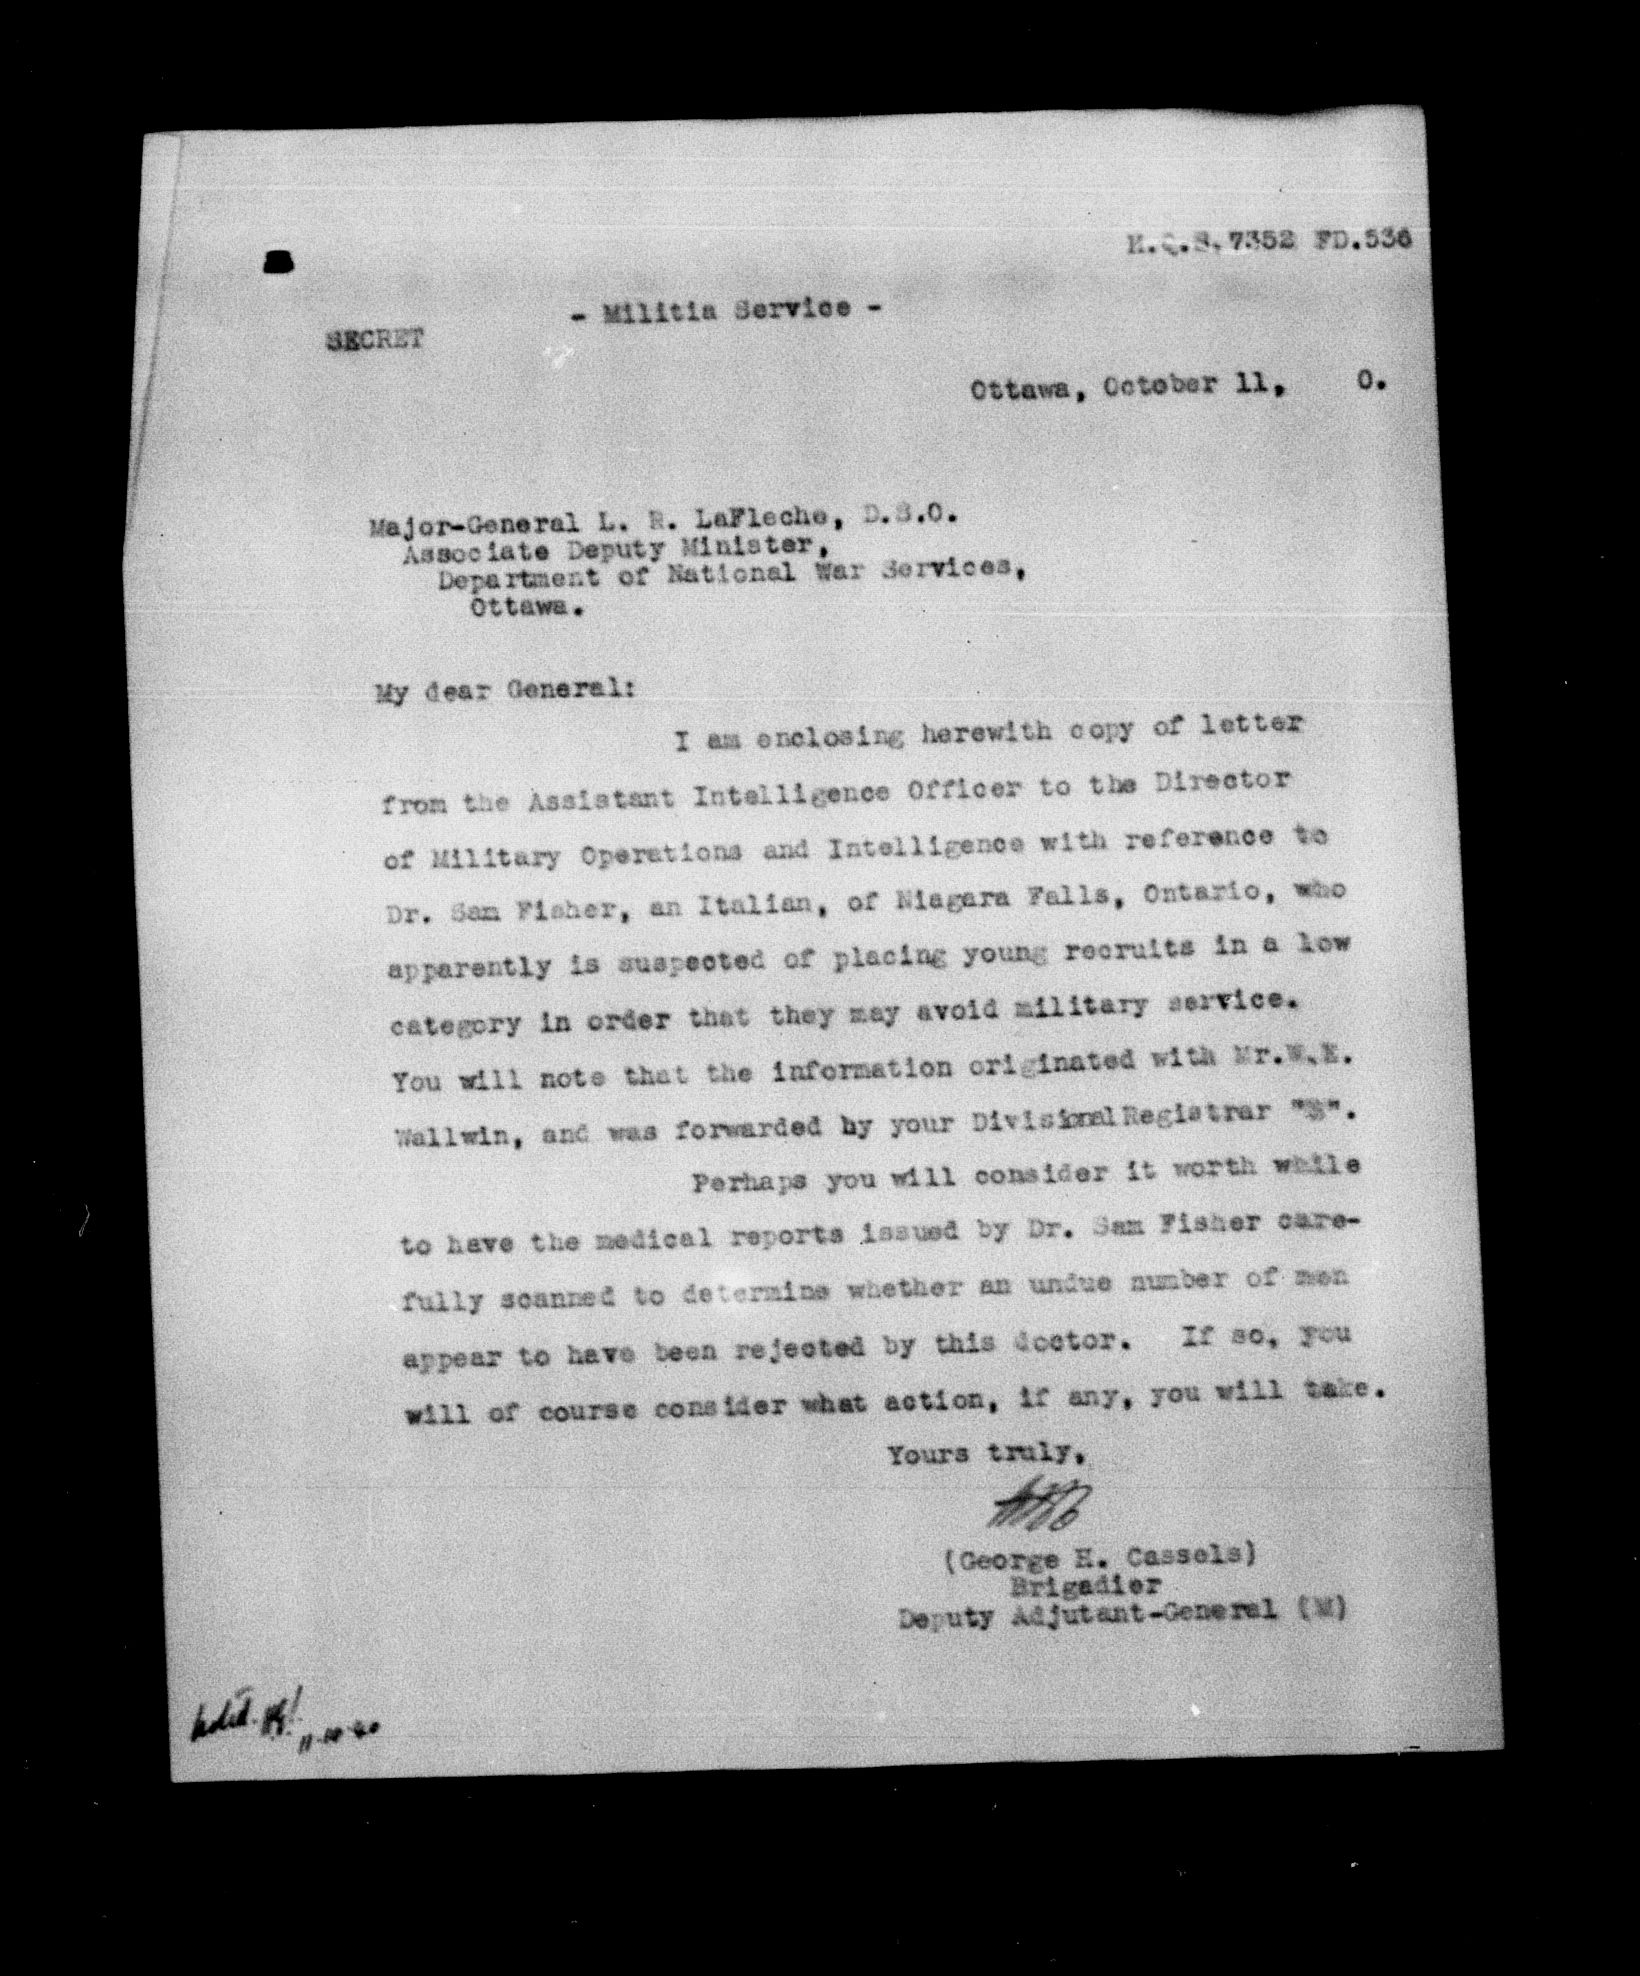 H.Q.S. 7352 FD.536
- Militia Service -
SECRET
Ottawa, October 11, 0.
Major-General L. R. LaFleche, D.S.O.
Associate Deputy Minister,
Department of National War Services,
Ottawa.
My dear General:
I am enclosing herewith copy of letter
from the Assistant Intelligence Officer to the Director
of Military Operations and Intelligence with reference to
Dr. Sam Fisher, an Italian, of Niagara Falls, Ontario, who
apparently is suspected of placing young recruits in a low
category in order that they may avoid military service.
You will note that the information originated with Mr.W.E.
Wallwin, and was forwarded by your Divisional Registrar "B".
Perhaps you will consider it worth while
to have the medical reports issued by Dr. Sam Fisher care-
fully scanned to determine whether an undue number of men
appear to have been rejected by this doctor. If so, you
will of course consider what action, if any, you will take.
Yours truly,
(George H. Cassels)
Brigadier
Deputy Adjutant-General (M)
11-10-40